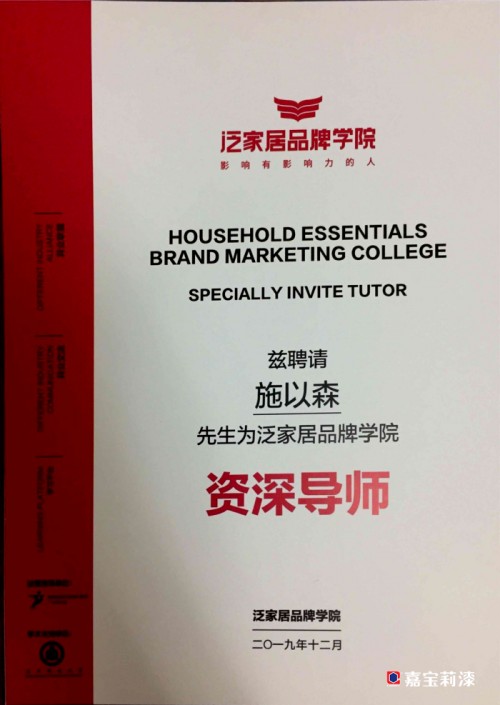 泛家居品牌学院
影响有影响力的人
HOUSEHOLD ESSENTIALS
BRAND MARKETING COLLEGE
SPECIALLY INVITE TUTOR
兹聘请
施以森
先生为泛家居品牌学院
资深导师
泛家居品牌学院
二〇一九年十二月
嘉宝莉漆